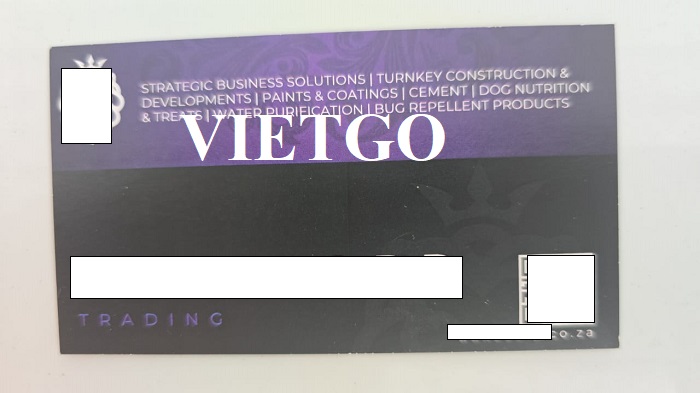 STRATEGIC BUSINESS SOLUTIONS | TURNKEY CONSTRUCTION &
DEVELOPMENTS | PAINTS & COATINGS | CEMENT | DOG NUTRITION
& TREATS | WATER PURIFICATION | BUG REPELLENT PRODUCTS
VIETGO
TRADING
co.za